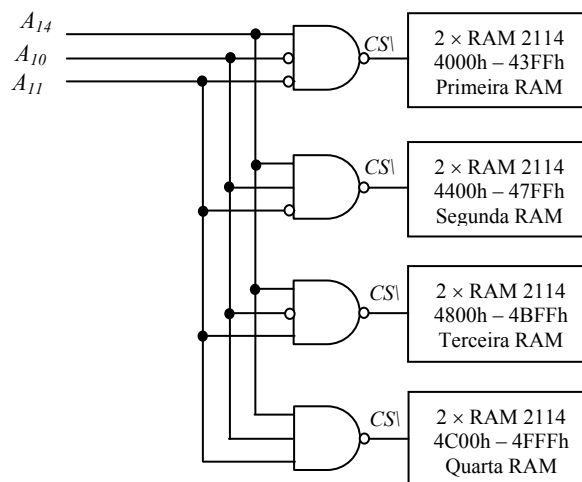 A14
A10
A11
CS\
2 × RAM 2114
4000h – 43FFh
Primeira RAM
CS\
2 × RAM 2114
4400h – 47FFh
Segunda RAM
CS\
2 × RAM 2114
4800h – 4BFFh
Terceira RAM
CS\
2 × RAM 2114
4C00h – 4FFFh
Quarta RAM